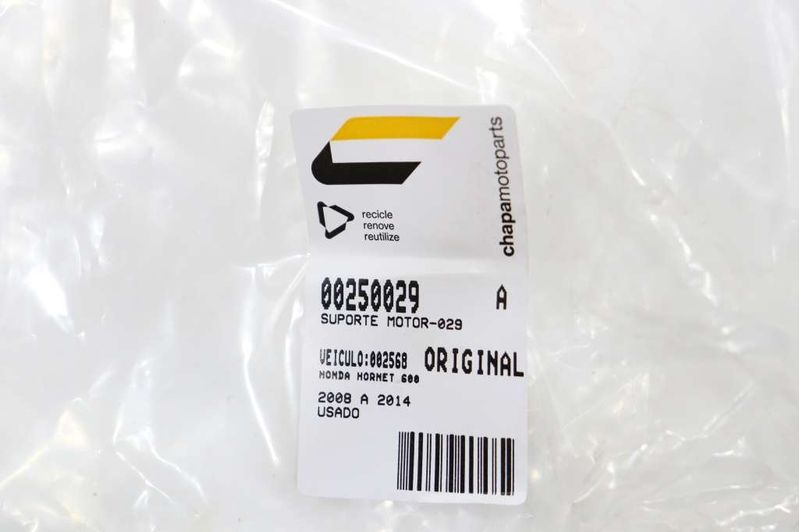 chapamotoparts
recicle
renove
reutilize
00250029 A
SUPORTE MOTOR-029
VEICULO:002568 ORIGINAL
HONDA HORNET 600
2008 A 2014
USADO